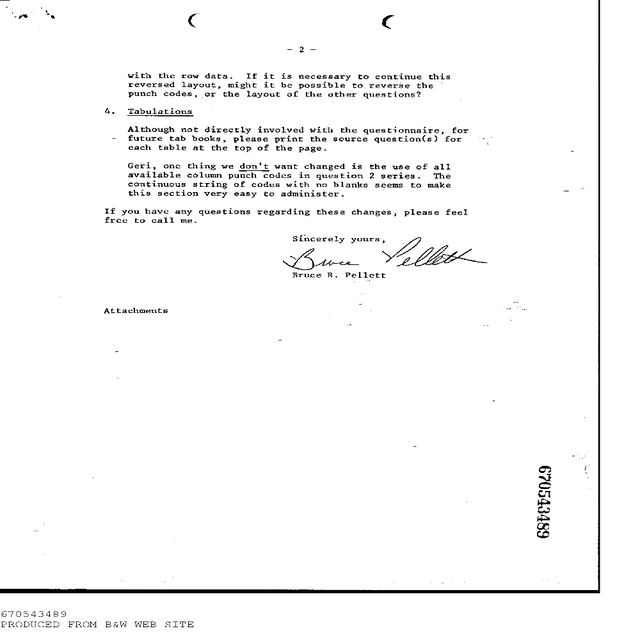 - 2 -
with the row data. If it is necessary to continue this
reversed layout, might it be possible to reverse the
punch codes, or the layout of the other questions?
4. Tabulations
Although not directly involved with the questionnaire, for
future tab books, please print the source question(s) for
each table at the top of the page.
Geri, one thing we don't want changed is the use of all
available column punch codes in question 2 series. The
continuous string of codes with no blanks seems to make
this section very easy to administer.
If you have any questions regarding these changes, please feel
free to call me.
Sincerely yours,
Bruce Pellett
Bruce R. Pellett
Attachments
670543489
670543489
PRODUCED FROM B&W WEB SITE